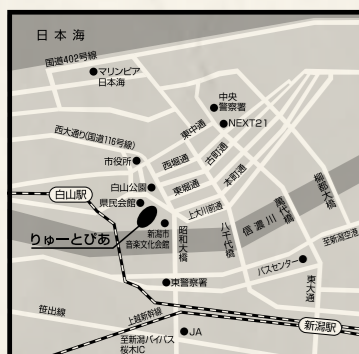 日本海
国道402号線
マリンピア
日本海
中央
警察署
NEXT21
東中通
西大通り(国道116号線)
西堀通
古町通
市役所
本町通
白山公園
東堀通
柳都大橋
白山駅
県民会館
上大川前通
萬代橋
信濃川
りゅーとぴあ
新潟市
音楽文化会館
昭和大橋
八千代橋
至新潟空港
バスセンター
東大通
東警察署
笹出線
上越新幹線
新潟駅
至新潟バイパス
桜木IC
JA